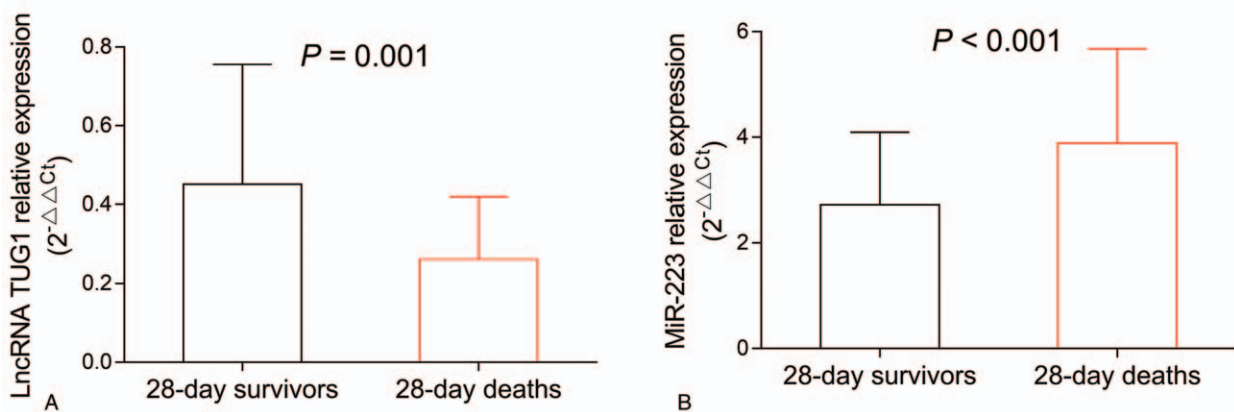 LncRNA TUG1 relative expression
(2-△△Ct)
0.8
0.6
0.4
0.2
0.0
P = 0.001
28-day survivors
28-day deaths
A
MiR-223 relative expression
(2-△△Ct)
6
4
2
0
P < 0.001
28-day survivors
28-day deaths
B